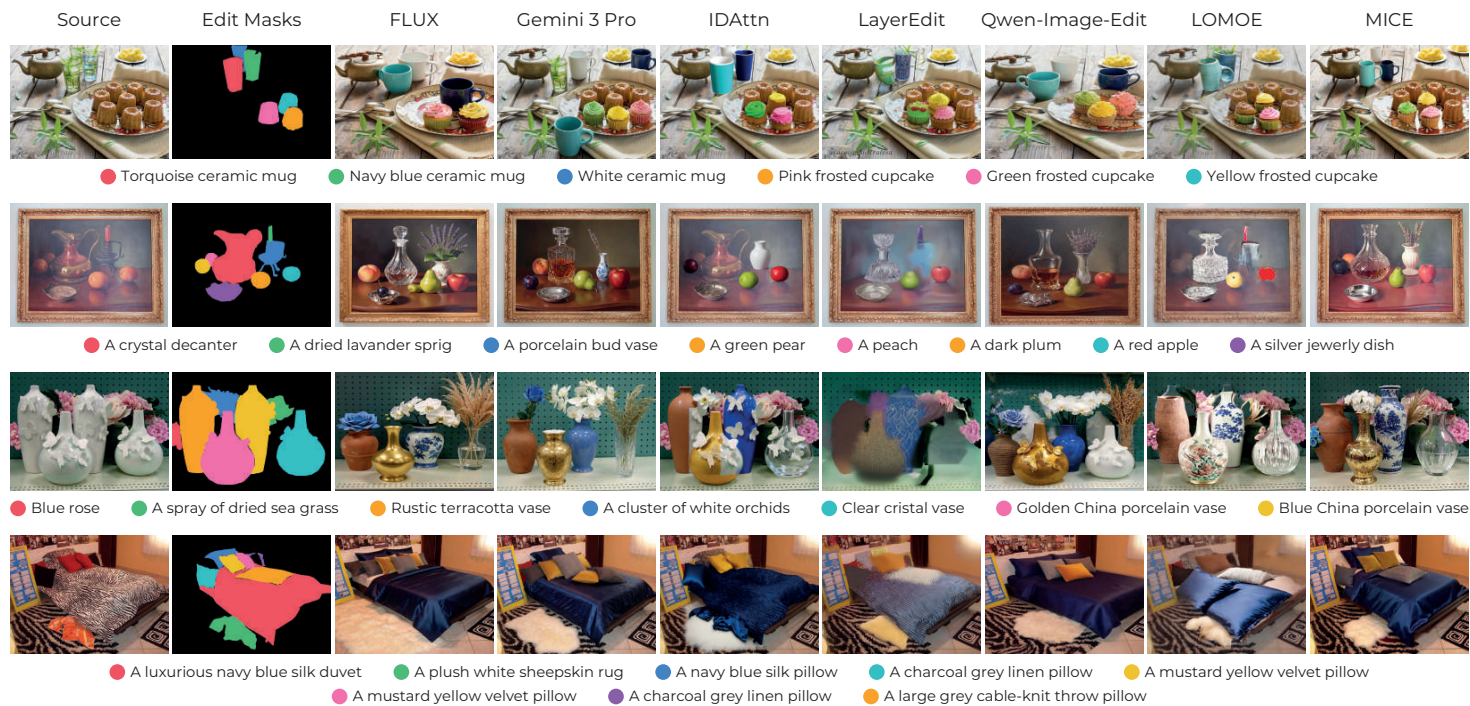 Source Edit Masks FLUX Gemini 3 Pro IDAttn LayerEdit Qwen-Image-Edit LOMOE MICE
Torquoise ceramic mug Navy blue ceramic mug White ceramic mug Pink frosted cupcake Green frosted cupcake Yellow frosted cupcake
A crystal decanter A dried lavander sprig A porcelain bud vase A green pear A peach A dark plum A red apple A silver jewerly dish
Blue rose A spray of dried sea grass Rustic terracotta vase A cluster of white orchids Clear cristal vase Golden China porcelain vase Blue China porcelain vase
A luxurious navy blue silk duvet A plush white sheepskin rug A navy blue silk pillow A charcoal grey linen pillow A mustard yellow velvet pillow
A mustard yellow velvet pillow A charcoal grey linen pillow A large grey cable-knit throw pillow